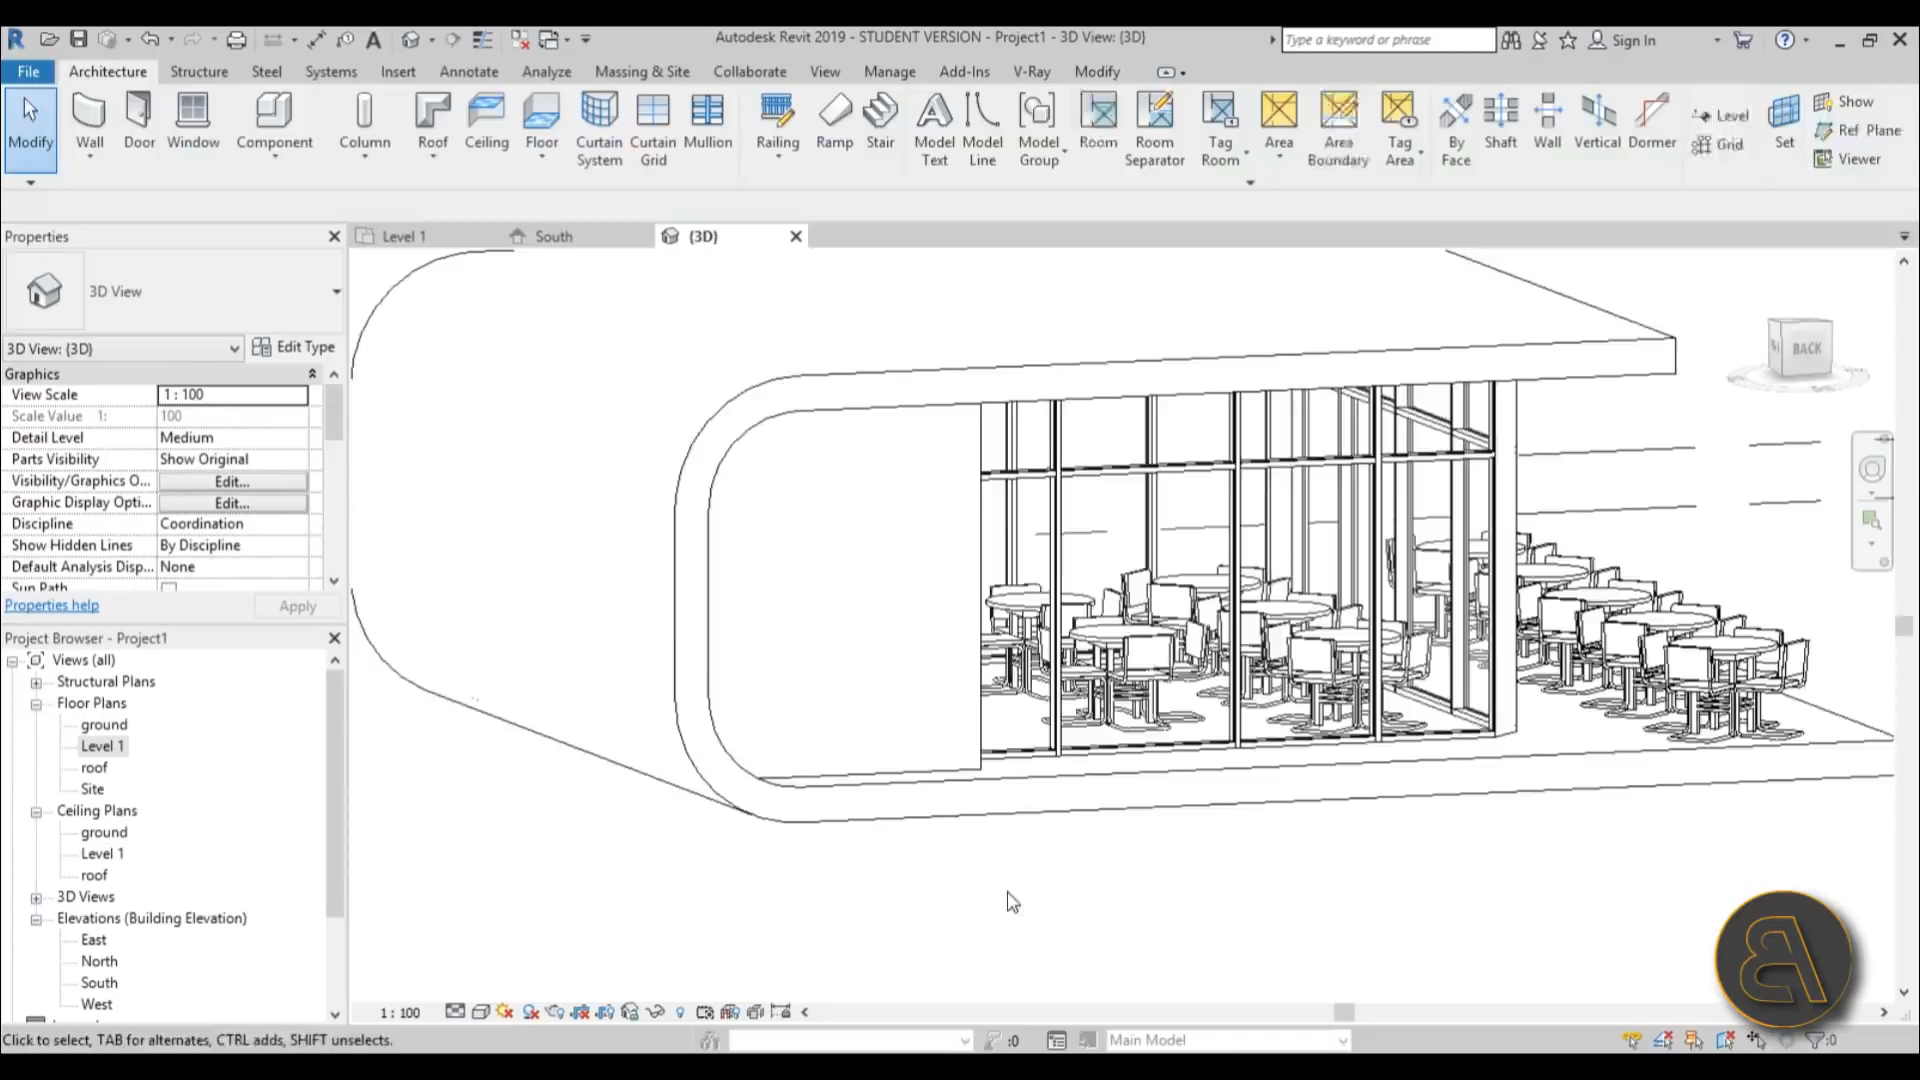 Autodesk Revit 2019 - STUDENT VERSION - Project1 - 3D View: {3D}
Type a keyword or phrase
Sign In
File Architecture Structure Steel Systems Insert Annotate Analyze Massing & Site Collaborate View Manage Add-Ins V-Ray Modify
Modify Wall Door Window Component Column Roof Ceiling Floor Curtain System Curtain Grid Mullion Railing Ramp Stair Model Text Model Line Model Group Room Room Separator Tag Room Area Area Boundary Tag Area By Face Shaft Wall Vertical Dormer Level Grid Set Show Ref Plane Viewer
Properties
Level 1
South
{3D}
3D View
3D View: {3D}
Edit Type
Graphics
View Scale 1 : 100
Scale Value 1: 100
Detail Level Medium
Parts Visibility Show Original
Visibility/Graphics O... Edit...
Graphic Display Opti... Edit...
Discipline Coordination
Show Hidden Lines By Discipline
Default Analysis Disp... None
Sun Path
Properties help
Apply
Project Browser - Project1
Views (all)
Structural Plans
Floor Plans
ground
Level 1
roof
Site
Ceiling Plans
ground
Level 1
roof
3D Views
Elevations (Building Elevation)
East
North
South
West
BACK
1 : 100
Click to select, TAB for alternates, CTRL adds, SHIFT unselects.
:0
Main Model
:0